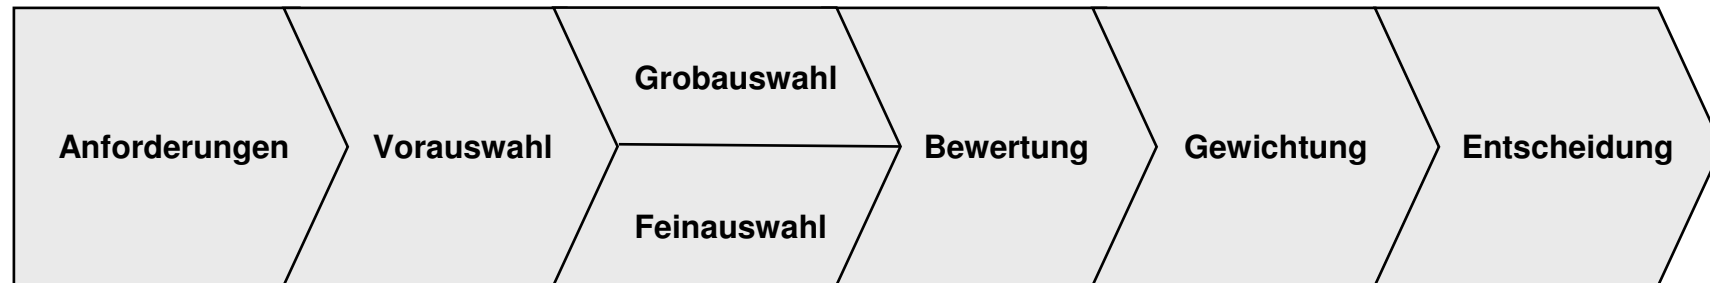 Anforderungen
Vorauswahl
Grobauswahl
Feinauswahl
Bewertung
Gewichtung
Entscheidung